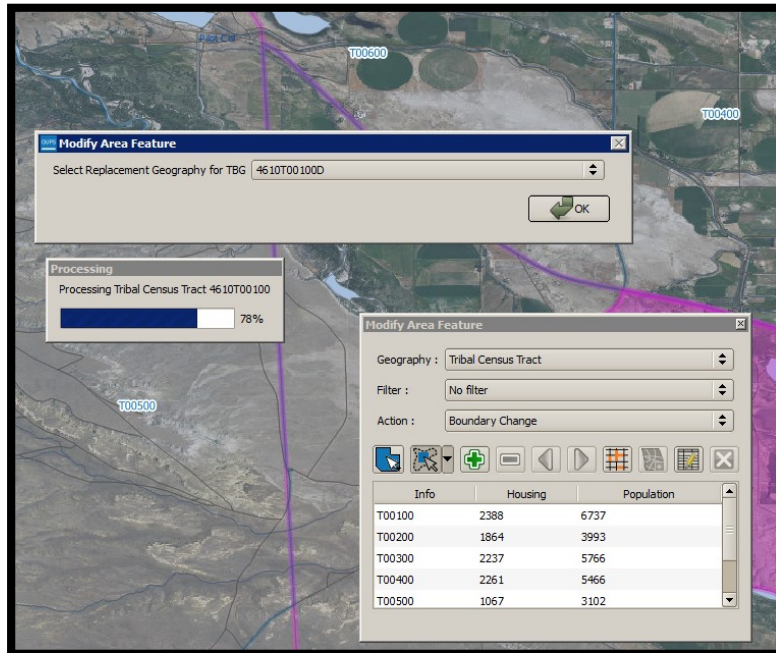 T00600
T00400
GUPS Modify Area Feature
Select Replacement Geography for TBG 4610T00100D
OK
Processing
Processing Tribal Census Tract 4610T00100
78%
T00500
Modify Area Feature
Geography : Tribal Census Tract
Filter : No filter
Action : Boundary Change
Info Housing Population
T00100 2388 6737
T00200 1864 3993
T00300 2237 5766
T00400 2261 5466
T00500 1067 3102